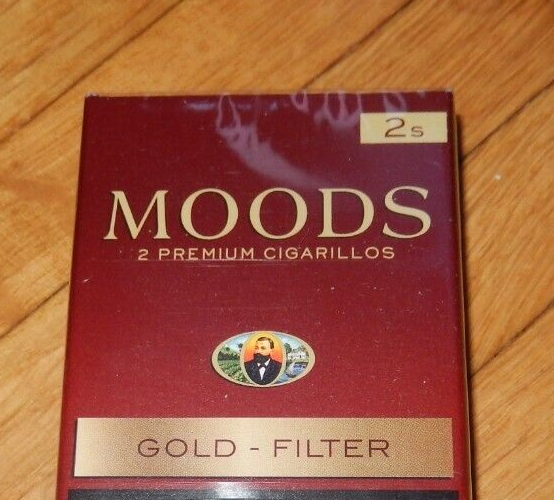 2s
MOODS
2 PREMIUM CIGARILLOS
GOLD - FILTER